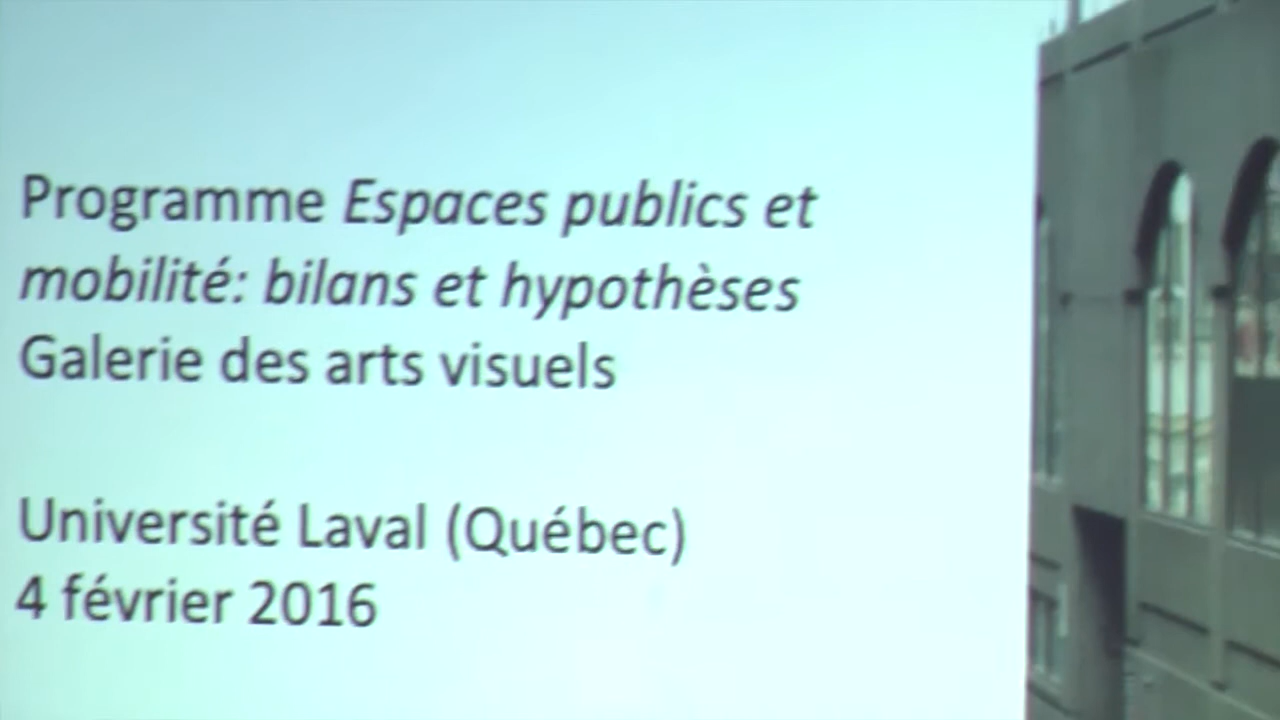 Programme Espaces publics et
mobilité: bilans et hypothèses
Galerie des arts visuels
Université Laval (Québec)
4 février 2016